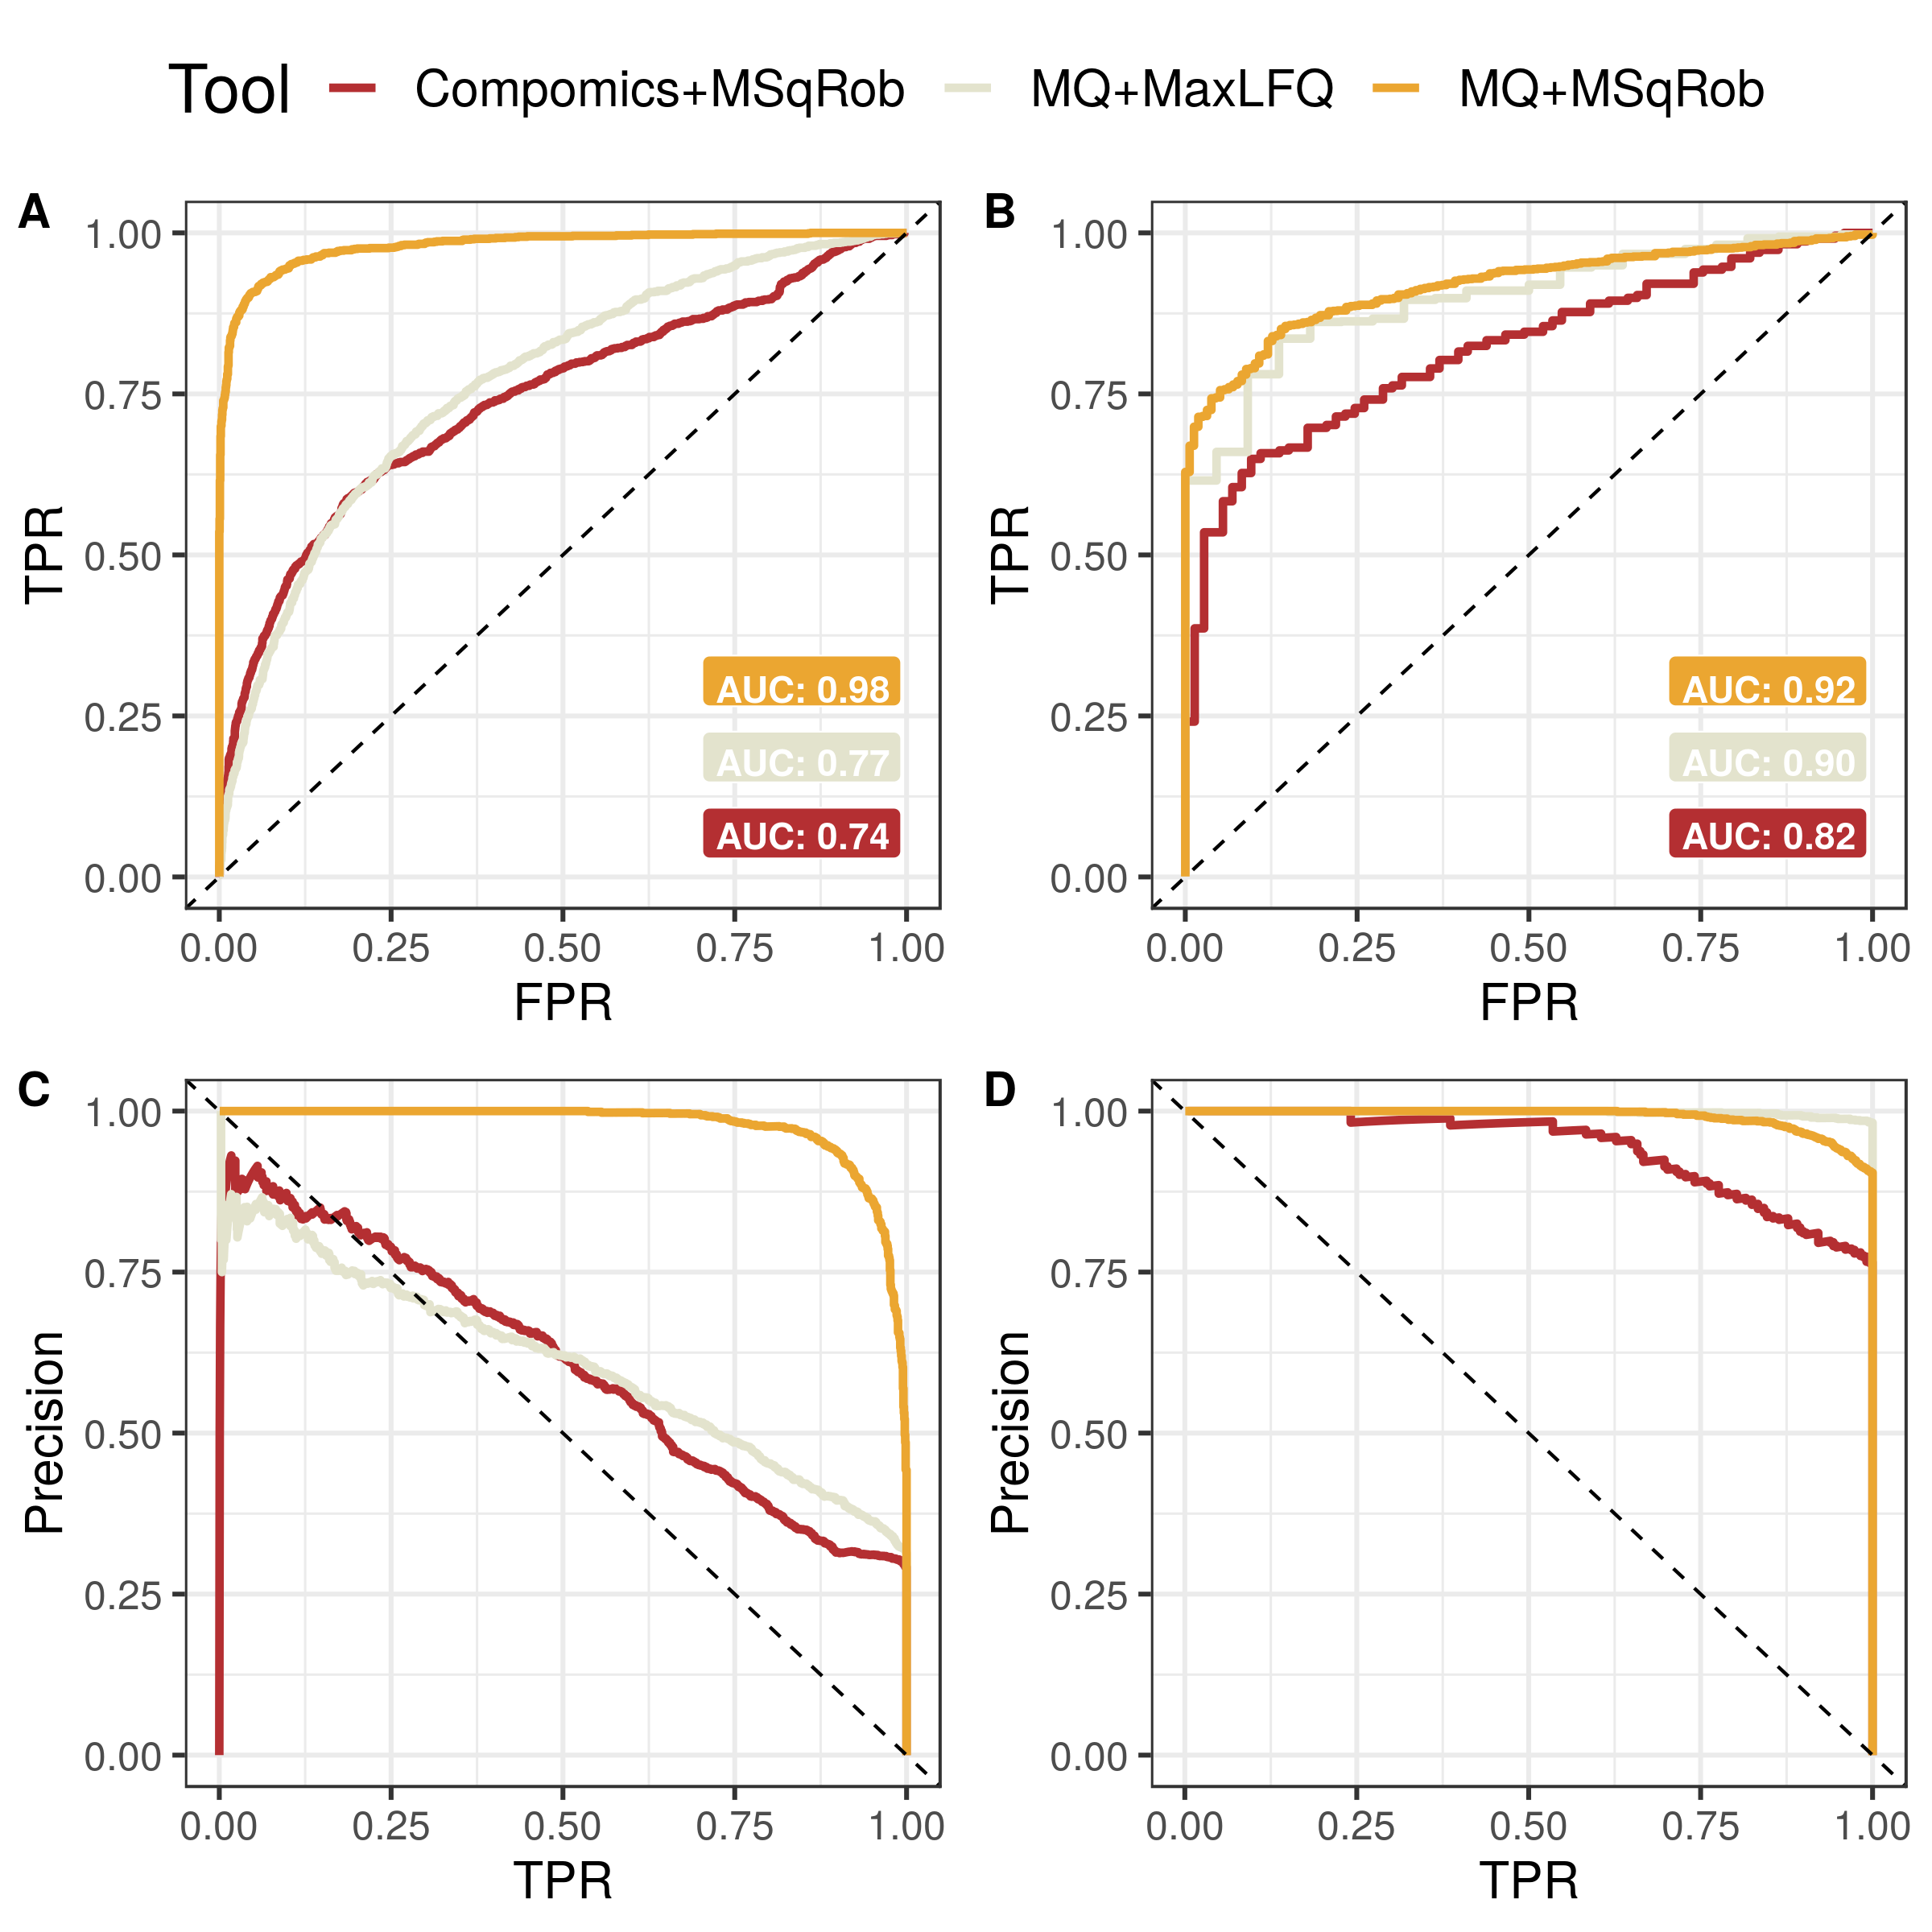 Tool Compomics+MSqRob MQ+MaxLFQ MQ+MSqRob
A
1.00
0.75
0.50
0.25
0.00
TPR
AUC: 0.98
AUC: 0.77
AUC: 0.74
0.00 0.25 0.50 0.75 1.00
FPR
B
1.00
0.75
0.50
0.25
0.00
TPR
AUC: 0.92
AUC: 0.90
AUC: 0.82
0.00 0.25 0.50 0.75 1.00
FPR
C
1.00
0.75
0.50
0.25
0.00
Precision
0.00 0.25 0.50 0.75 1.00
TPR
D
1.00
0.75
0.50
0.25
0.00
Precision
0.00 0.25 0.50 0.75 1.00
TPR